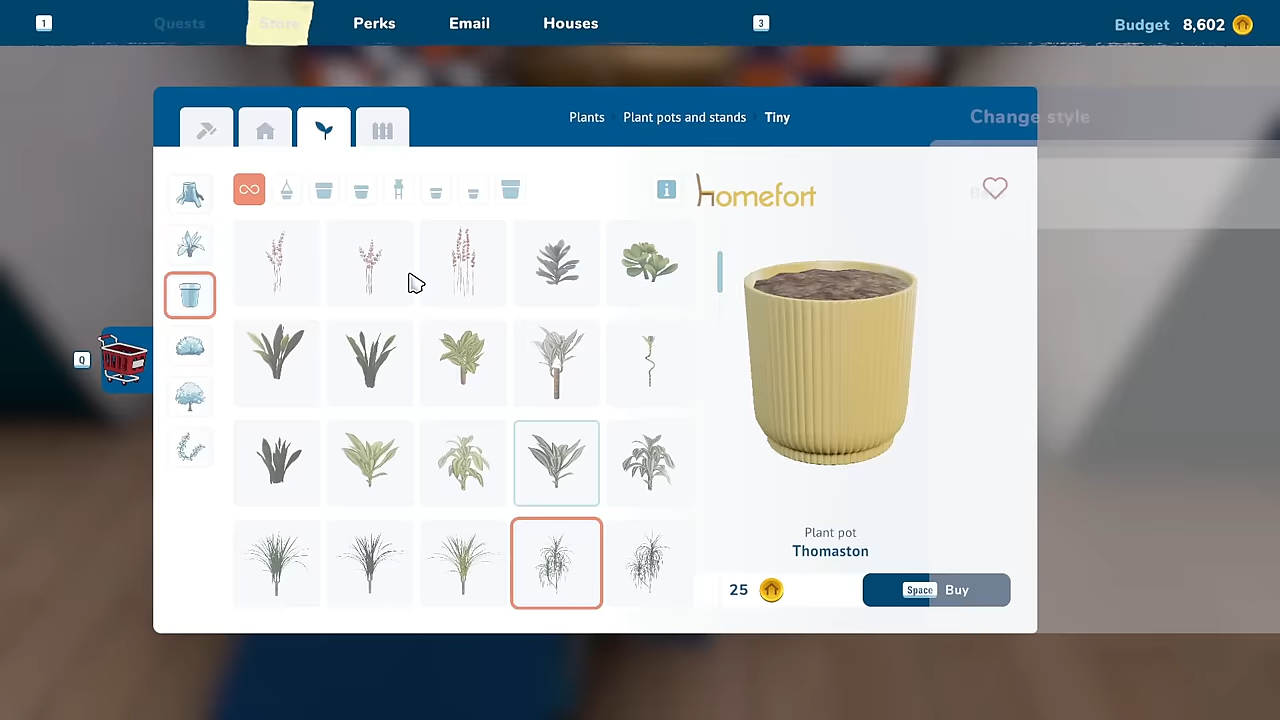 1 Quests Store Perks Email Houses 3 Budget 8,602
Plants Plant pots and stands Tiny
Change style
i homefort
Q
Plant pot
Thomaston
25 Space Buy